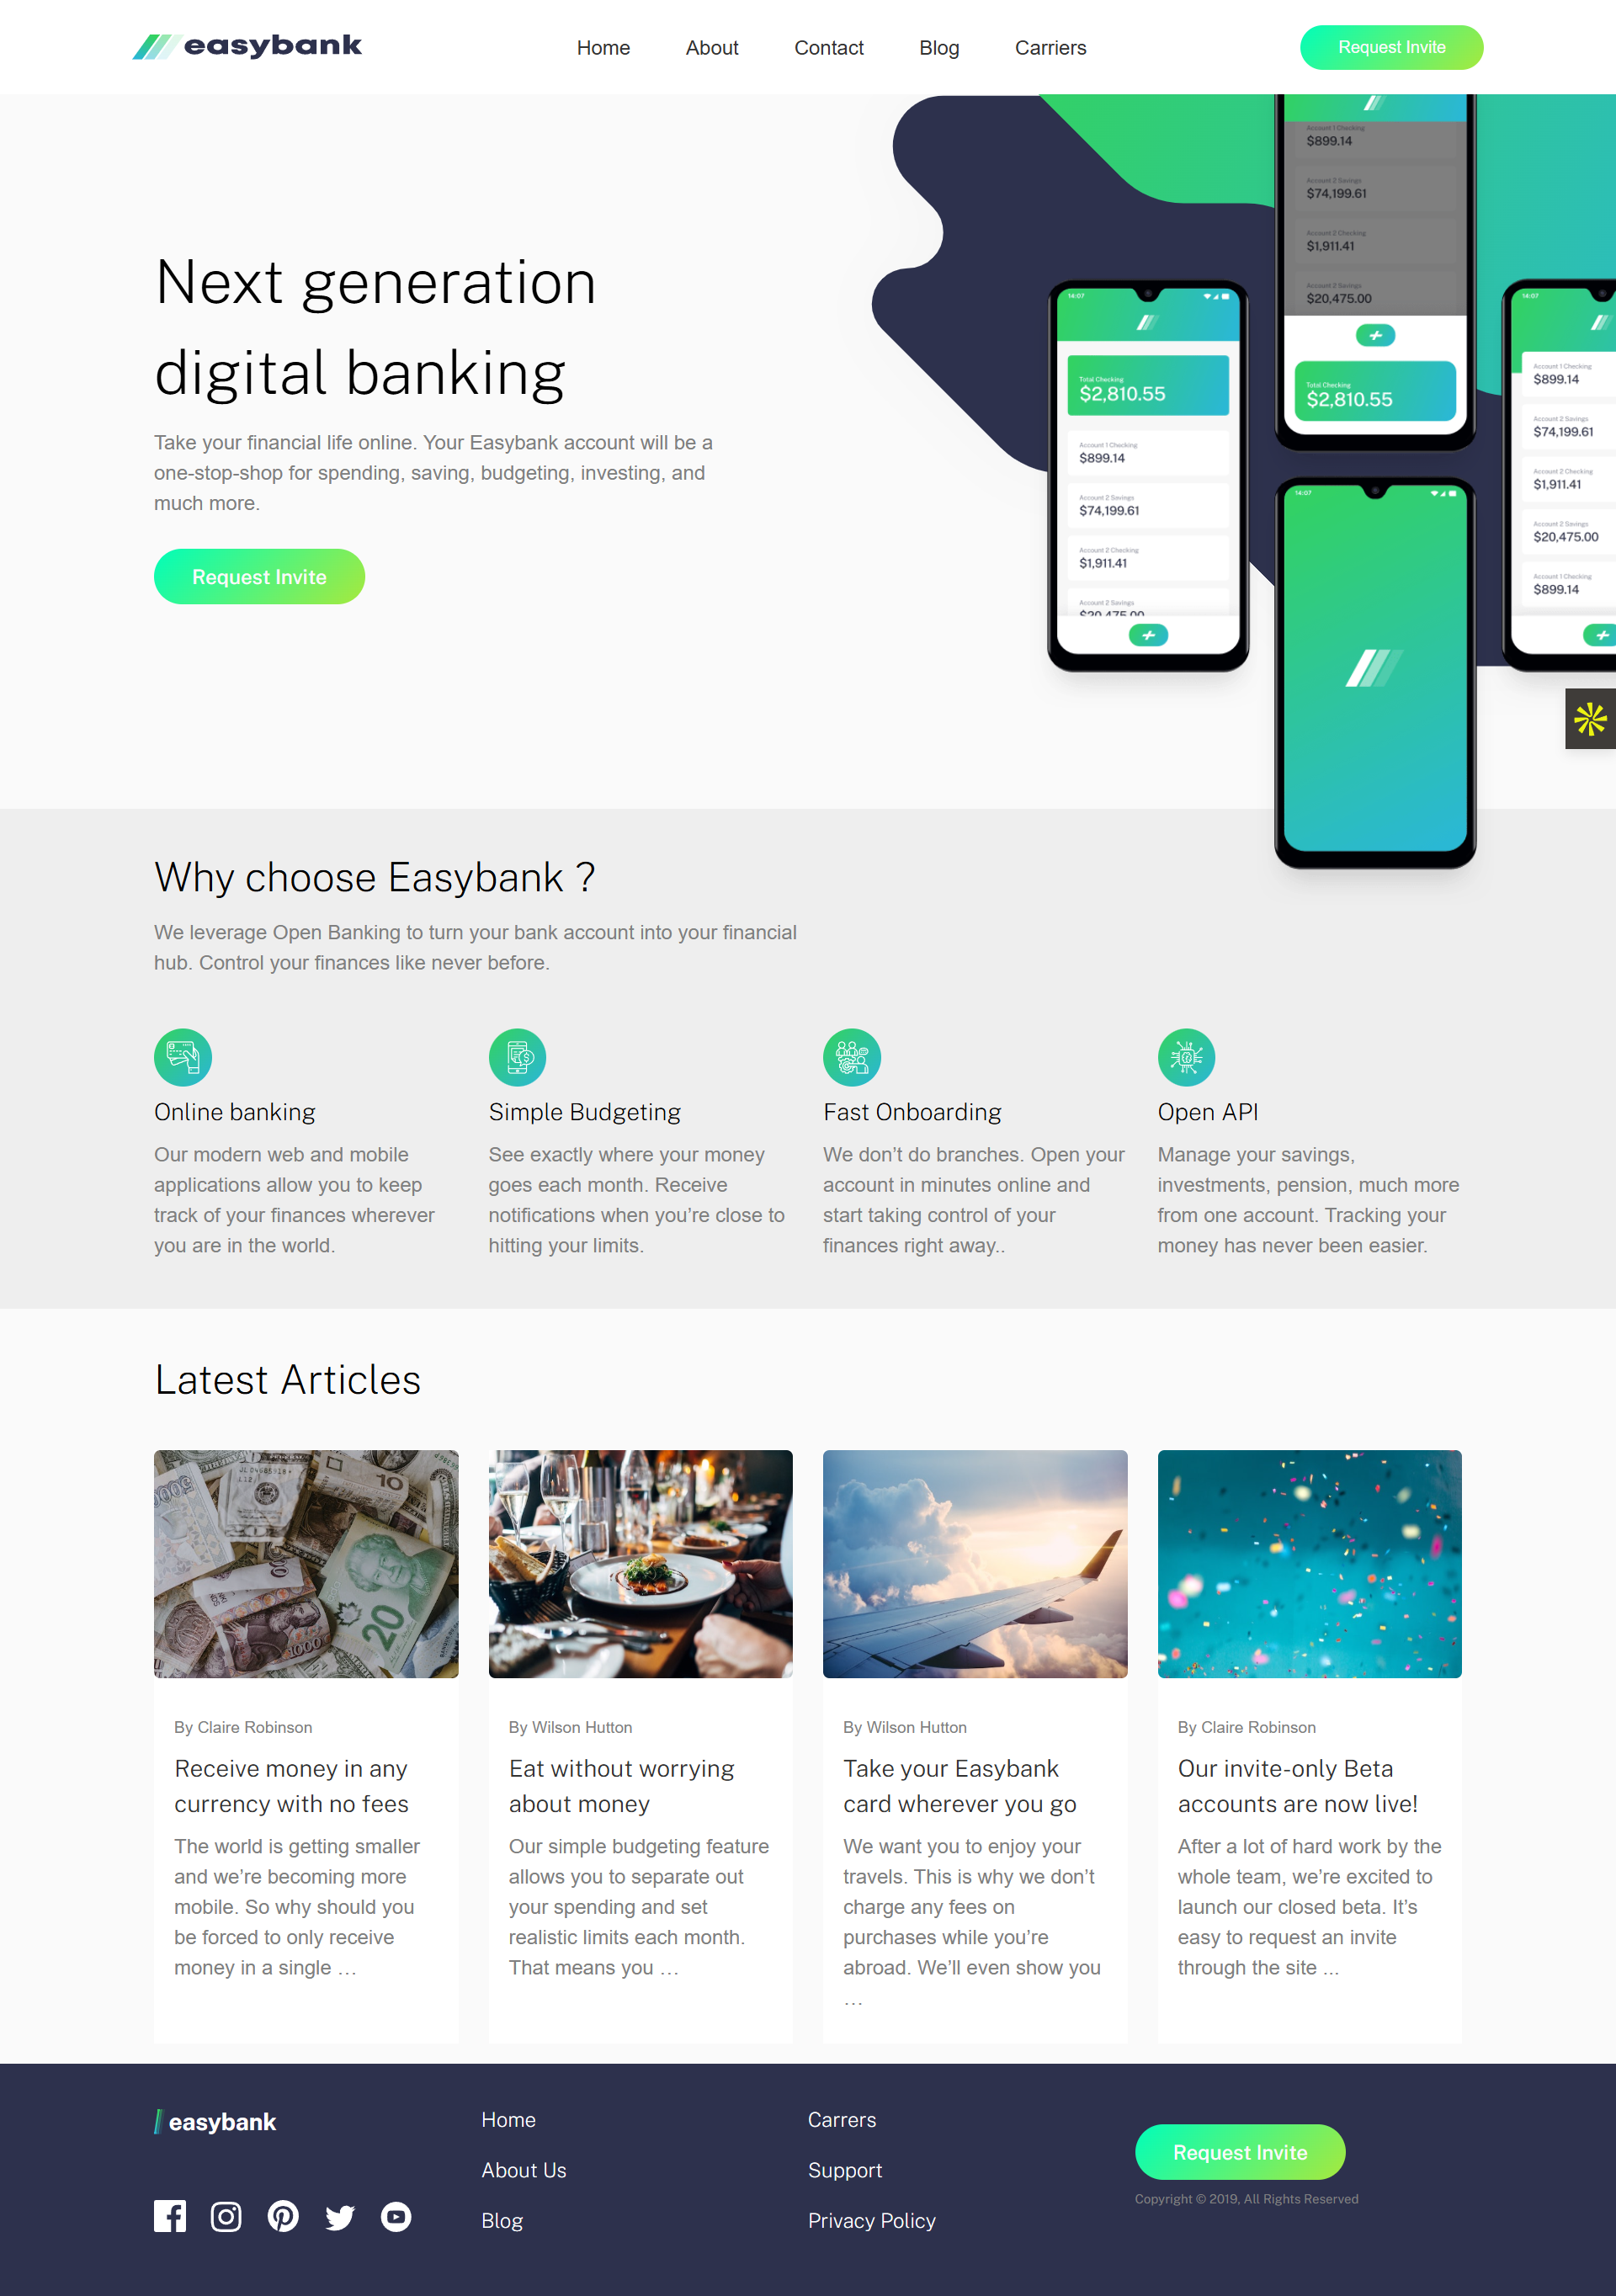 easybank
Home
About
Contact
Blog
Carriers
Request Invite
Next generation
digital banking
Take your financial life online. Your Easybank account will be a
one-stop-shop for spending, saving, budgeting, investing, and
much more.
Request Invite
Account 1 Checking
$899.14
Account 2 Savings
$74,199.61
Account 2 Checking
$1,911.41
Account 2 Savings
$20,475.00
Total Checking
$2,810.55
14:07
Total Checking
$2,810.55
Account 1 Checking
$899.14
Account 2 Savings
$74,199.61
Account 2 Checking
$1,911.41
Account 2 Savings
$20,475.00
14:07
14:07
Account 1 Checking
$899.14
Account 2 Savings
$74,199.61
Account 2 Checking
$1,911.41
Account 2 Savings
$20,475.00
Account 1 Checking
$899.14
Why choose Easybank ?
We leverage Open Banking to turn your bank account into your financial
hub. Control your finances like never before.
Online banking
Our modern web and mobile
applications allow you to keep
track of your finances wherever
you are in the world.
Simple Budgeting
See exactly where your money
goes each month. Receive
notifications when you’re close to
hitting your limits.
Fast Onboarding
We don’t do branches. Open your
account in minutes online and
start taking control of your
finances right away..
Open API
Manage your savings,
investments, pension, much more
from one account. Tracking your
money has never been easier.
Latest Articles
10
20
1000
By Claire Robinson
Receive money in any
currency with no fees
The world is getting smaller
and we’re becoming more
mobile. So why should you
be forced to only receive
money in a single …
By Wilson Hutton
Eat without worrying
about money
Our simple budgeting feature
allows you to separate out
your spending and set
realistic limits each month.
That means you …
By Wilson Hutton
Take your Easybank
card wherever you go
We want you to enjoy your
travels. This is why we don’t
charge any fees on
purchases while you’re
abroad. We’ll even show you
…
By Claire Robinson
Our invite-only Beta
accounts are now live!
After a lot of hard work by the
whole team, we’re excited to
launch our closed beta. It’s
easy to request an invite
through the site ...
easybank
Home
About Us
Blog
Carrers
Support
Privacy Policy
Request Invite
Copyright © 2019, All Rights Reserved